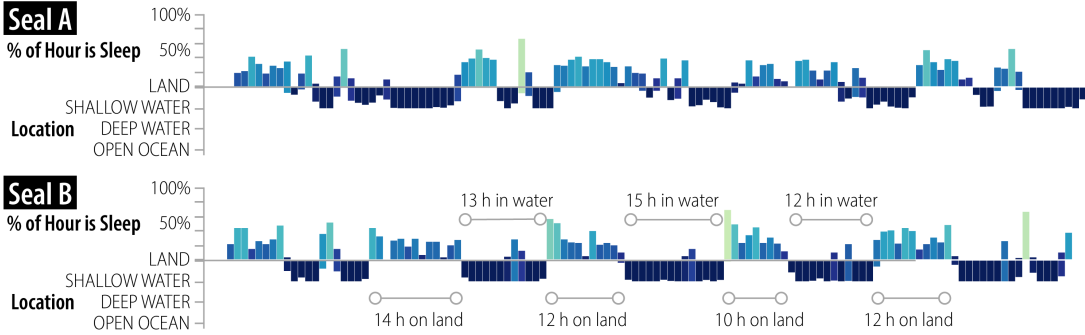 Seal A
100%
% of Hour is Sleep
50%
LAND
SHALLOW WATER
Location
DEEP WATER
OPEN OCEAN
Seal B
100%
% of Hour is Sleep
50%
13 h in water
15 h in water
12 h in water
LAND
SHALLOW WATER
Location
DEEP WATER
OPEN OCEAN
14 h on land
12 h on land
10 h on land
12 h on land